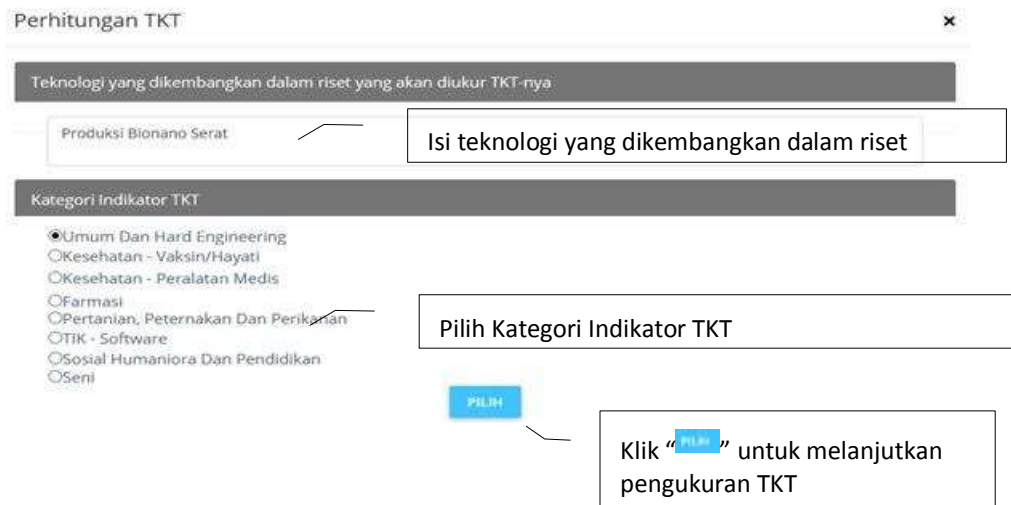 Perhitungan TKT
×
Teknologi yang dikembangkan dalam riset yang akan diukur TKT-nya
Produksi Bionano Serat
Isi teknologi yang dikembangkan dalam riset
Kategori Indikator TKT
Umum Dan Hard Engineering
Kesehatan - Vaksin/Hayati
Kesehatan - Peralatan Medis
Farmasi
Pertanian, Peternakan Dan Perikanan
TIK - Software
Sosial Humaniora Dan Pendidikan
Seni
Pilih Kategori Indikator TKT
PILIH
Klik “PILIH” untuk melanjutkan
pengukuran TKT